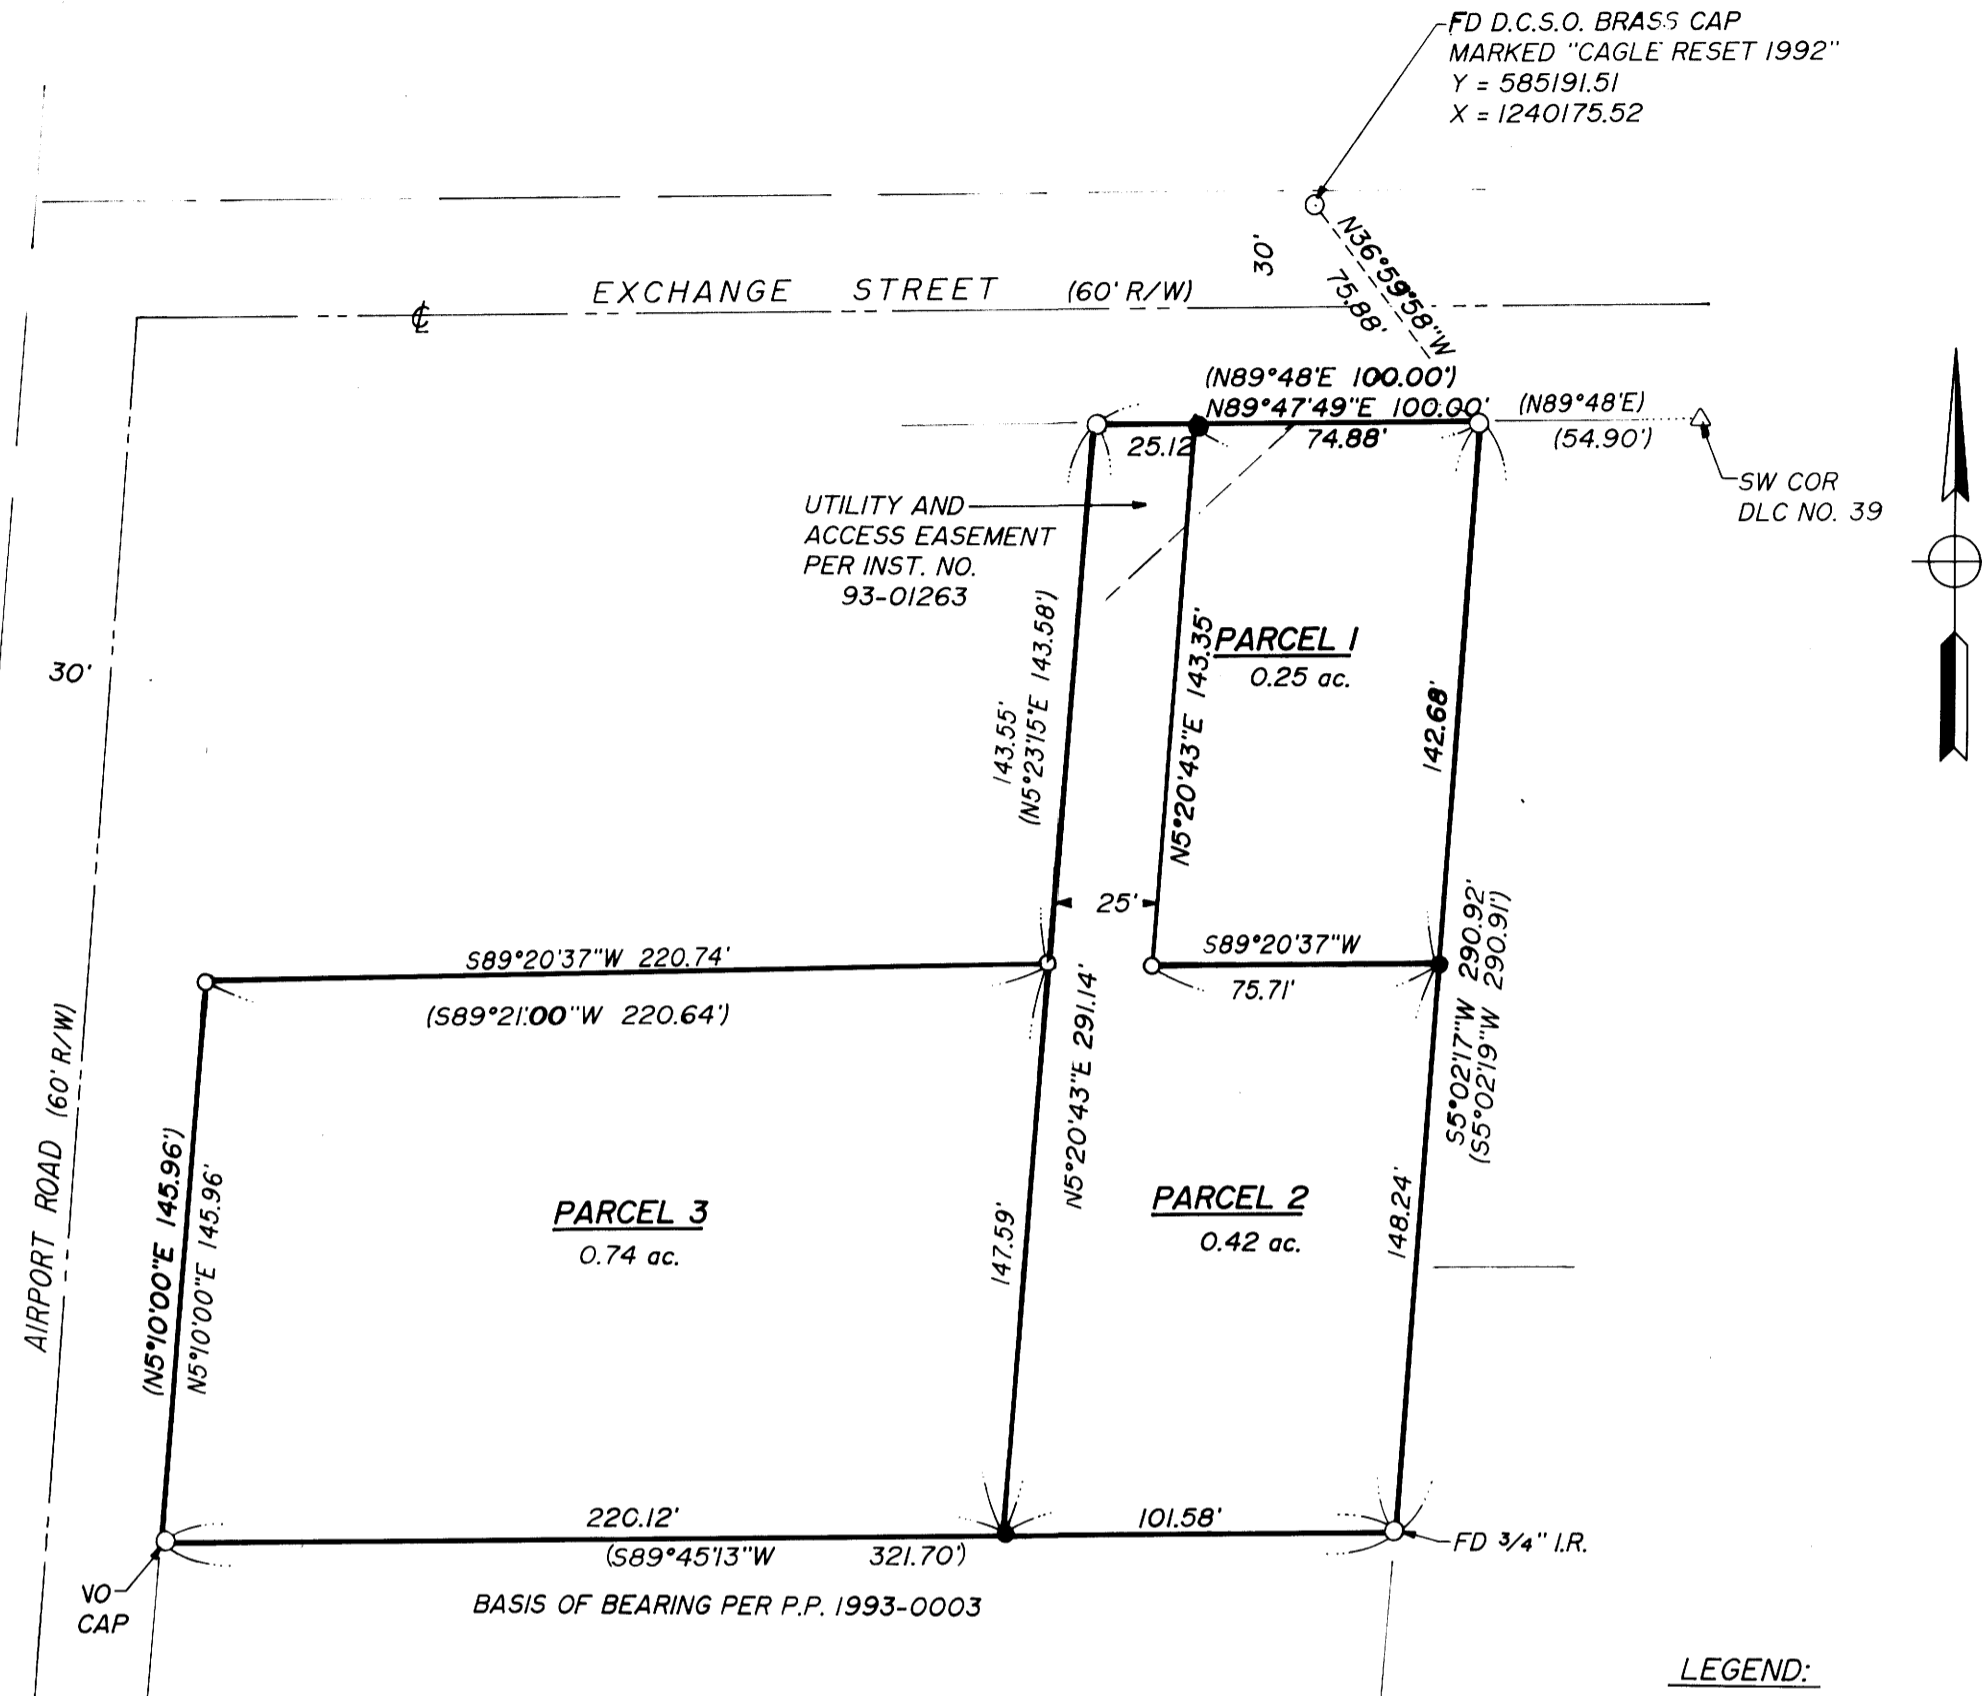 FD D.C.S.O. BRASS CAP
MARKED "CAGLE RESET 1992"
Y = 585191.51
X = 1240175.52
30'
N36°59'58"W
75.88'
EXCHANGE STREET (60' R/W)
℄
(N89°48'E 100.00')
N89°47'49"E 100.00'
(N89°48'E)
25.12
74.88'
(54.90')
SW COR
DLC NO. 39
UTILITY AND
ACCESS EASEMENT
PER INST. NO.
93-01263
PARCEL 1
0.25 ac.
30'
143.55'
(N5°23'15"E 143.58')
N5°20'43"E 143.35'
142.68'
25'
S89°20'37"W 220.74'
(S89°21'00"W 220.64')
S89°20'37"W
75.71'
S5°02'17"W 290.92'
(S5°02'19"W 290.91')
N5°20'43"E 291.14'
AIRPORT ROAD (60' R/W)
(N5°10'00"E 145.96')
N5°10'00"E 145.96'
PARCEL 3
0.74 ac.
147.59'
PARCEL 2
0.42 ac.
148.24'
220.12'
101.58'
(S89°45'13"W 321.70')
FD 3/4" I.R.
VO
CAP
BASIS OF BEARING PER P.P. 1993-0003
LEGEND: